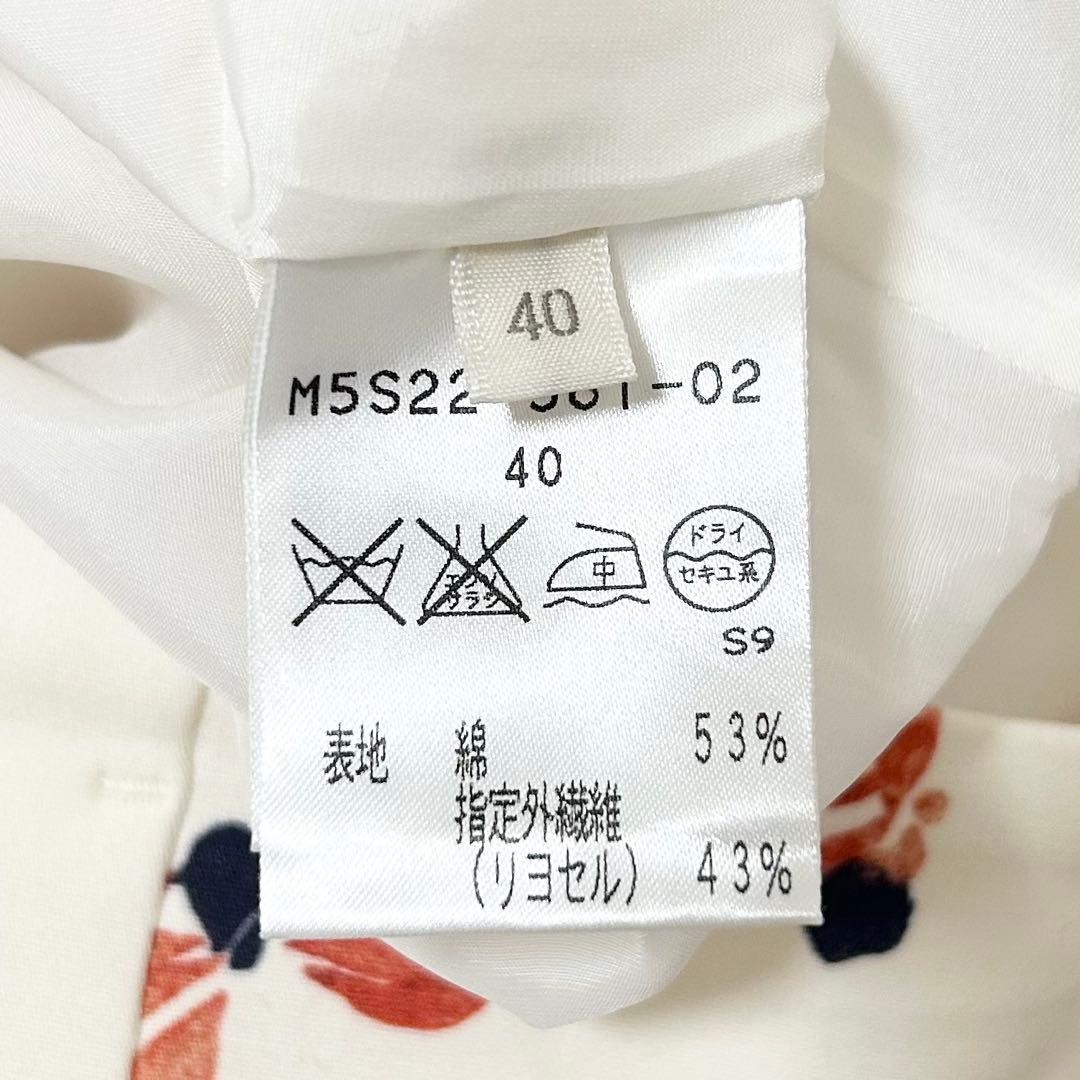 40
M5S22
-02
40
中
ドライ
セキユ系
S9
表地 綿 53%
指定外繊維
(リヨセル) 43%